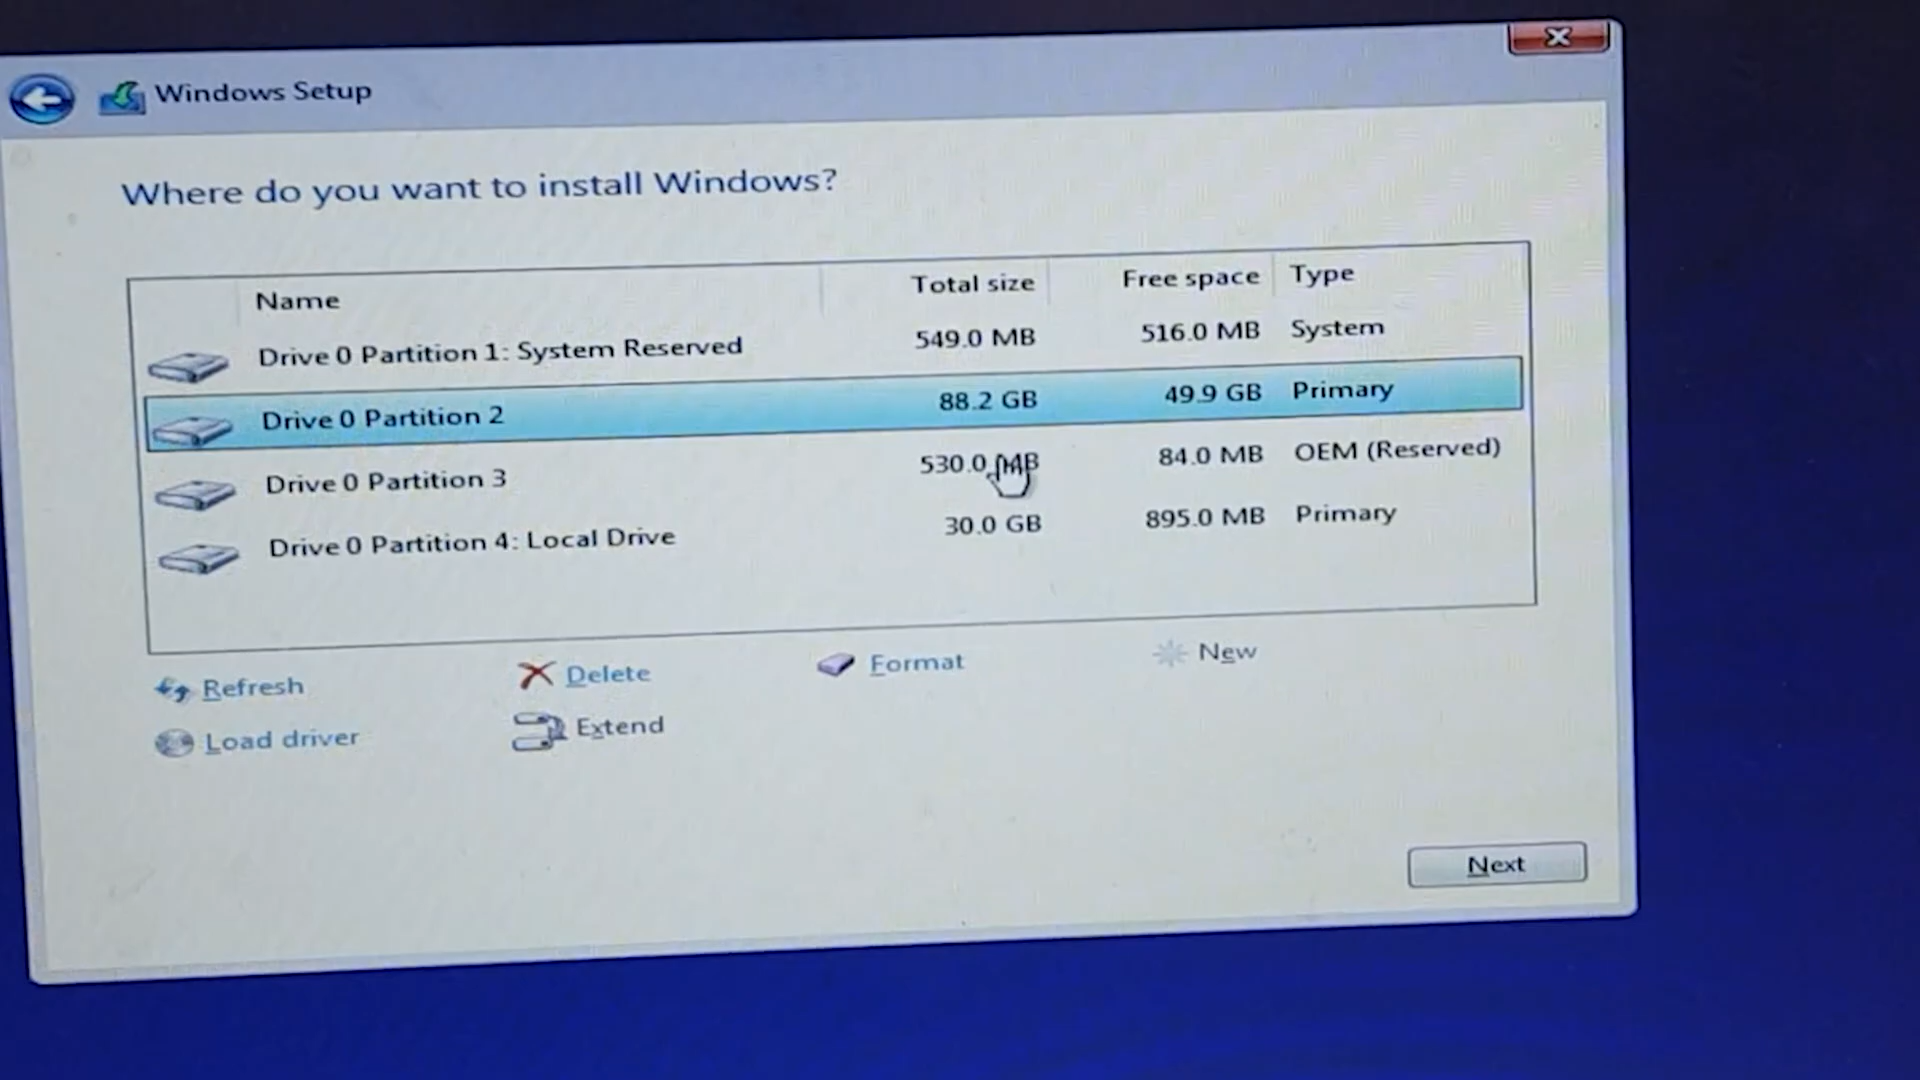 Windows Setup
Where do you want to install Windows?
Name Total size Free space Type
Drive 0 Partition 1: System Reserved 549.0 MB 516.0 MB System
Drive 0 Partition 2 88.2 GB 49.9 GB Primary
Drive 0 Partition 3 530.0 MB 84.0 MB OEM (Reserved)
Drive 0 Partition 4: Local Drive 30.0 GB 895.0 MB Primary
Refresh Delete Format New
Load driver Extend
Next